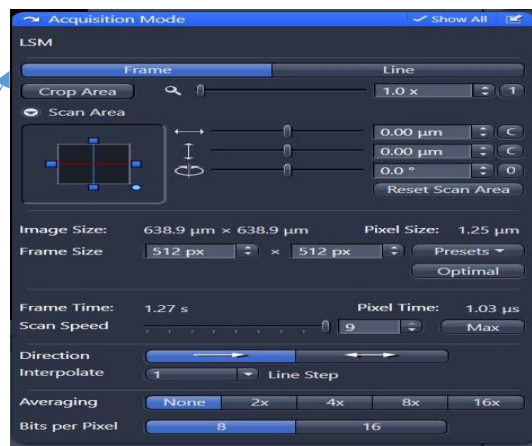 Acquisition Mode Show All
LSM
Frame Line
Crop Area 1.0 x 1
Scan Area
0.00 µm C
0.00 µm C
0.0 ° 0
Reset Scan Area
Image Size: 638.9 µm × 638.9 µm Pixel Size: 1.25 µm
Frame Size 512 px × 512 px Presets
Optimal
Frame Time: 1.27 s Pixel Time: 1.03 µs
Scan Speed 9 Max
Direction
Interpolate 1 Line Step
Averaging None 2x 4x 8x 16x
Bits per Pixel 8 16